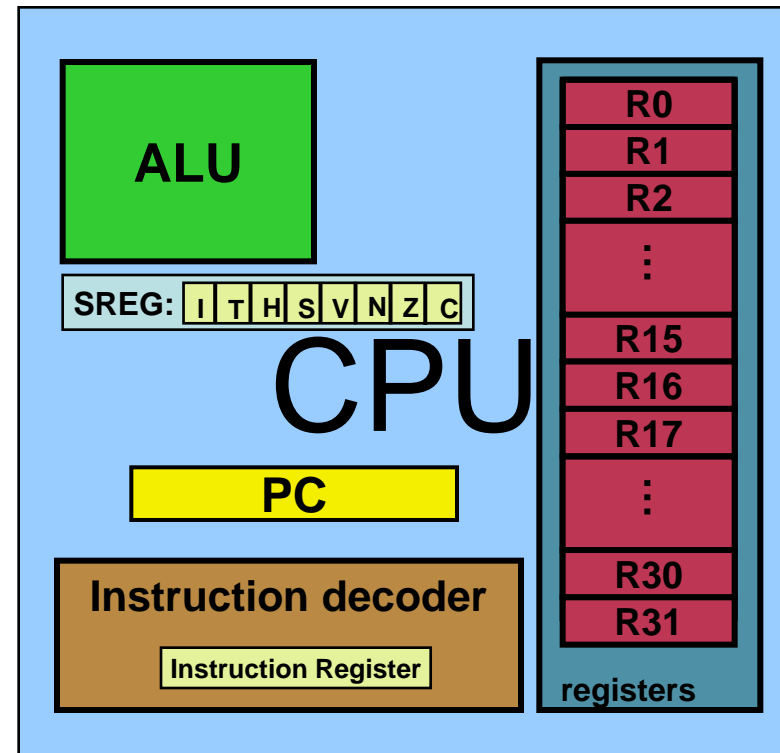 ALU
SREG: I T H S V N Z C
CPU
PC
Instruction decoder
Instruction Register
R0
R1
R2
⋮
R15
R16
R17
⋮
R30
R31
registers